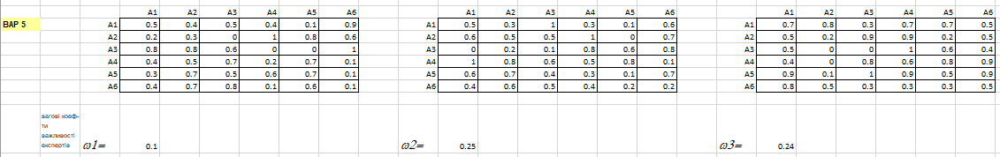 A1 A2 A3 A4 A5 A6 A1 A2 A3 A4 A5 A6 A1 A2 A3 A4 A5 A6
ВАР 5 A1 0.5 0.4 0.5 0.4 0.1 0.9 A1 0.5 0.3 1 0.3 0.1 0.6 A1 0.7 0.8 0.3 0.7 0.7 0.5
A2 0.2 0.3 0 1 0.8 0.6 A2 0.6 0.5 0.5 1 0 0.7 A2 0.5 0.2 0.9 0.9 0.2 0.5
A3 0.8 0.8 0.6 0 0 1 A3 0 0.2 0.1 0.8 0.6 0.8 A3 0.5 0 0 1 0.6 0.4
A4 0.4 0.5 0.7 0.2 0.7 0.1 A4 1 0.8 0.6 0.5 0.8 0.1 A4 0.4 0 0.8 0.6 0.8 0.9
A5 0.3 0.7 0.5 0.6 0.7 0.1 A5 0.6 0.7 0.4 0.3 0.1 0.7 A5 0.9 0.1 1 0.9 0.5 0.9
A6 0.4 0.7 0.8 0.1 0.6 0.1 A6 0.4 0.6 0.5 0.4 0.2 0.2 A6 0.8 0.5 0.3 0.3 0.3 0.5
вагові коеф-
ти
важливості
експертів ω1= 0.1 ω2= 0.25 ω3= 0.24